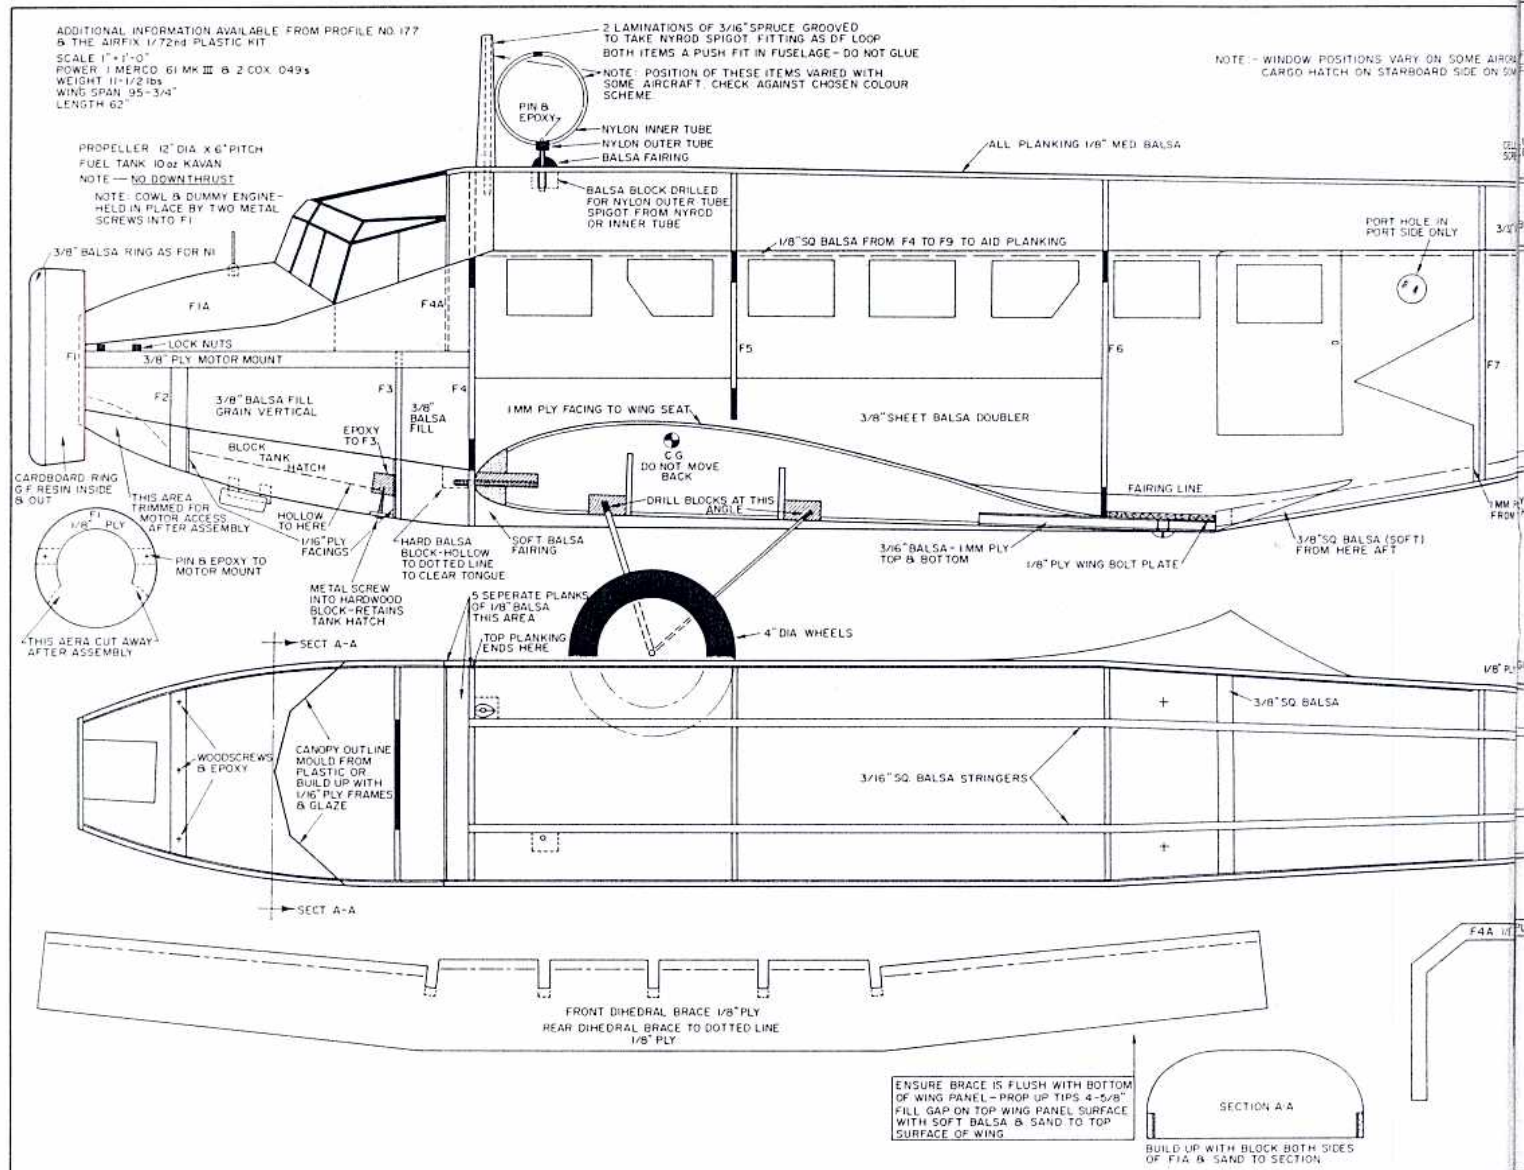 ADDITIONAL INFORMATION AVAILABLE FROM PROFILE NO. 177
& THE AIRFIX 1/72nd PLASTIC KIT
SCALE 1"=1'-0"
POWER 1 MERCO 61 MK III & 2 COX .049s
WEIGHT 11-1/2 lbs
WING SPAN 95-3/4"
LENGTH 62"
PROPELLER 12" DIA. X 6" PITCH
FUEL TANK 10 oz KAVAN
NOTE — NO DOWNTHRUST
NOTE: COWL & DUMMY ENGINE-
HELD IN PLACE BY TWO METAL
SCREWS INTO F1
3/8" BALSA RING AS FOR N1
2 LAMINATIONS OF 3/16" SPRUCE GROOVED
TO TAKE NYROD SPIGOT. FITTING AS DF LOOP
BOTH ITEMS A PUSH FIT IN FUSELAGE - DO NOT GLUE
NOTE: POSITION OF THESE ITEMS VARIED WITH
SOME AIRCRAFT. CHECK AGAINST CHOSEN COLOUR
SCHEME.
PIN &
EPOXY
NYLON INNER TUBE
NYLON OUTER TUBE
BALSA FAIRING
BALSA BLOCK DRILLED
FOR NYLON OUTER TUBE
SPIGOT FROM NYROD
OR INNER TUBE
NOTE:- WINDOW POSITIONS VARY ON SOME
CARGO HATCH ON STARBOARD SIDE ON
ALL PLANKING 1/8" MED. BALSA
1/8" SQ BALSA FROM F4 TO F9 TO AID PLANKING
PORT HOLE IN
PORT SIDE ONLY
F1A
F4A
F1
LOCK NUTS
3/8" PLY MOTOR MOUNT
F2
F3
F4
F5
F6
F7
3/8" BALSA FILL
GRAIN VERTICAL
3/8"
BALSA
FILL
1 MM PLY FACING TO WING SEAT
3/8" SHEET BALSA DOUBLER
EPOXY
TO F3
BLOCK
TANK
HATCH
C G
DO NOT MOVE
BACK
DRILL BLOCKS AT THIS
ANGLE
FAIRING LINE
CARDBOARD RING
G.F. RESIN INSIDE
& OUT
THIS AREA
TRIMMED FOR
MOTOR ACCESS
AFTER ASSEMBLY
HOLLOW
TO HERE
1/16" PLY
FACINGS
HARD BALSA
BLOCK-HOLLOW
TO DOTTED LINE
TO CLEAR TONGUE
SOFT BALSA
FAIRING
3/16" BALSA - 1 MM PLY
TOP & BOTTOM
1/8" PLY WING BOLT PLATE
3/8" SQ BALSA (SOFT)
FROM HERE AFT
1 MM
FROM
F1
1/8" PLY
PIN & EPOXY TO
MOTOR MOUNT
THIS AERA CUT AWAY
AFTER ASSEMBLY
METAL SCREW
INTO HARDWOOD
BLOCK-RETAINS
TANK HATCH
5 SEPERATE PLANKS
OF 1/8" BALSA
THIS AREA
TOP PLANKING
ENDS HERE
4" DIA WHEELS
SECT A-A
1/8" PLY
WOODSCREWS
& EPOXY
CANOPY OUTLINE
MOULD FROM
PLASTIC OR
BUILD UP WITH
1/16" PLY FRAMES
& GLAZE
3/8" SQ. BALSA
3/16" SQ. BALSA STRINGERS
SECT A-A
FRONT DIHEDRAL BRACE 1/8" PLY
REAR DIHEDRAL BRACE TO DOTTED LINE
1/8" PLY
F4A
ENSURE BRACE IS FLUSH WITH BOTTOM
OF WING PANEL - PROP UP TIPS 4-5/8"
FILL GAP ON TOP WING PANEL SURFACE
WITH SOFT BALSA & SAND TO TOP
SURFACE OF WING
SECTION A-A
BUILD UP WITH BLOCK BOTH SIDES
OF F1A & SAND TO SECTION